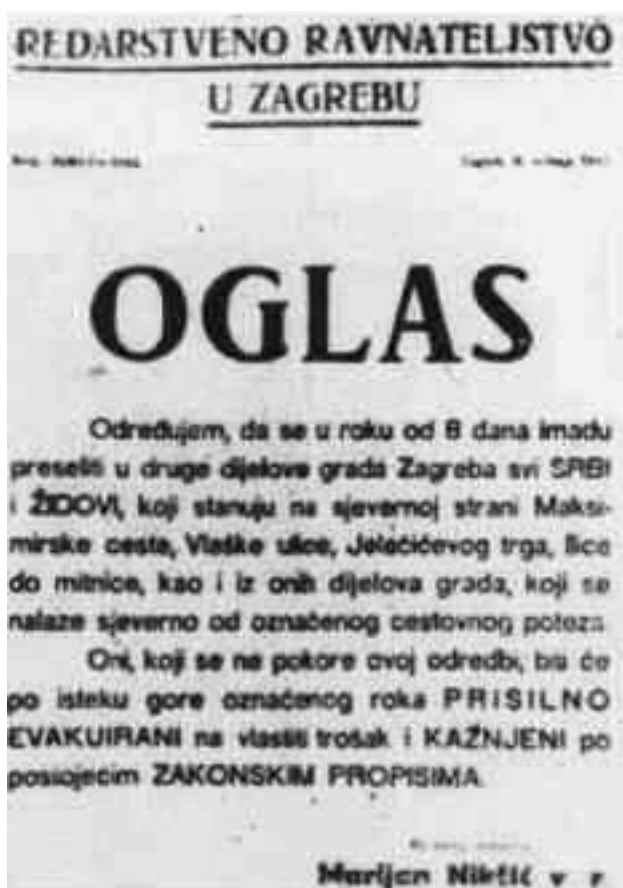 REDARSTVENO RAVNATELJSTVO
U ZAGREBU
OGLAS
Određujem, da se u roku od 8 dana imadu
preseliti u druge dijelove grada Zagreba svi SRBI
i ŽIDOVI, koji stanuju na sjevernoj strani Maksi-
mirske ceste, Vlaške ulice, Jelačićevog trga, Ilice
do mitnice, kao i iz onih dijelova grada, koji se
nalaze sjeverno od označenog cestovnog poteza.
Oni, koji se ne pokore ovoj odredbi, bit će
po isteku gore označenog roka PRISILNO
EVAKUIRANI na vlastiti trošak i KAŽNJENI po
postojećim ZAKONSKIM PROPISIMA.
Marijan Nikšić v. r.